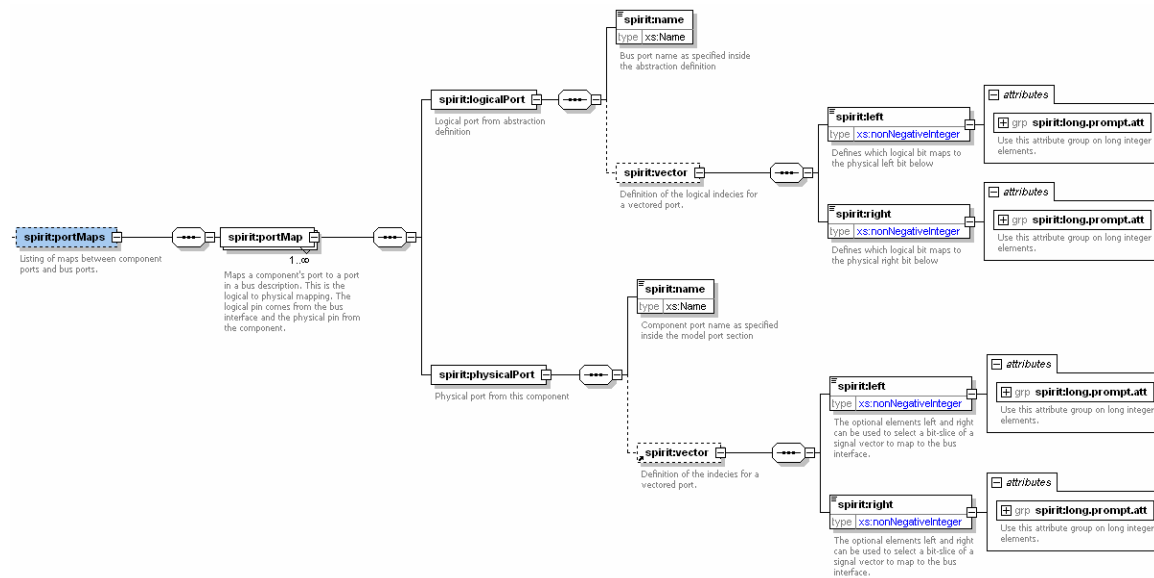 spirit:name
type xs:Name
Bus port name as specified inside
the abstraction definition
spirit:logicalPort
Logical port from abstraction
definition
attributes
spirit:left
type xs:nonNegativeInteger
grp spirit:long.prompt.att
Use this attribute group on long integer
elements.
Defines which logical bit maps to
the physical left bit below
spirit:vector
Definition of the logical indecies for
a vectored port.
attributes
spirit:right
type xs:nonNegativeInteger
grp spirit:long.prompt.att
Use this attribute group on long integer
elements.
Defines which logical bit maps to
the physical right bit below
spirit:portMaps
Listing of maps between component
ports and bus ports.
spirit:portMap
1..∞
Maps a component's port to a port
in a bus description. This is the
logical to physical mapping. The
logical pin comes from the bus
interface and the physical pin from
the component.
spirit:name
type xs:Name
Component port name as specified
inside the model port section
spirit:physicalPort
Physical port from this component
attributes
spirit:left
type xs:nonNegativeInteger
grp spirit:long.prompt.att
Use this attribute group on long integer
elements.
The optional elements left and right
can be used to select a bit-slice of a
signal vector to map to the bus
interface.
spirit:vector
Definition of the indecies for a
vectored port.
attributes
spirit:right
type xs:nonNegativeInteger
grp spirit:long.prompt.att
Use this attribute group on long integer
elements.
The optional elements left and right
can be used to select a bit-slice of a
signal vector to map to the bus
interface.